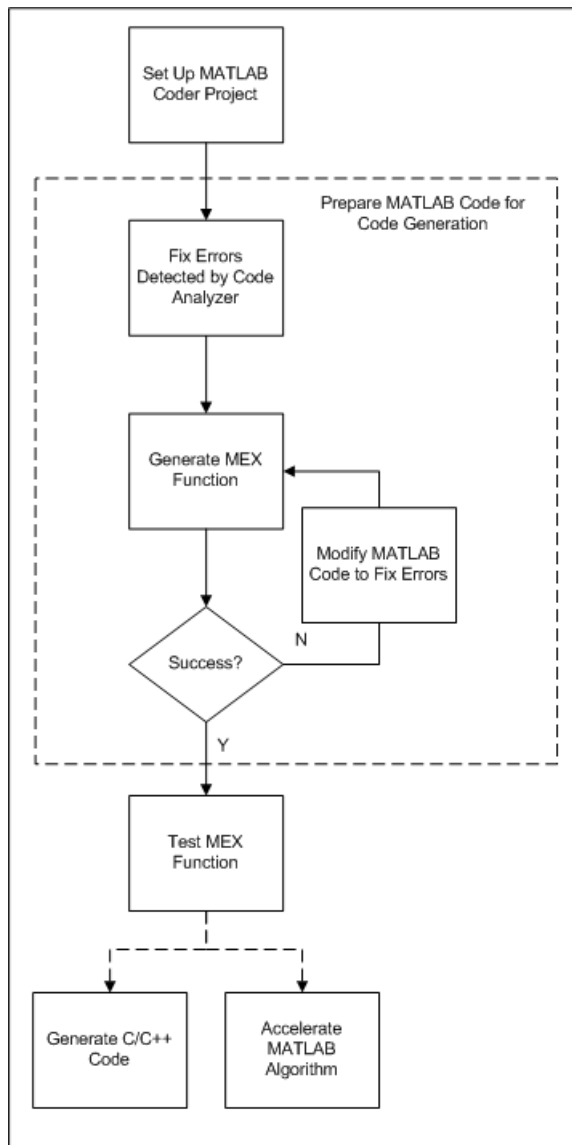 Set Up MATLAB
Coder Project
Prepare MATLAB Code for
Code Generation
Fix Errors
Detected by Code
Analyzer
Generate MEX
Function
Modify MATLAB
Code to Fix Errors
N
Success?
Y
Test MEX
Function
Generate C/C++
Code
Accelerate
MATLAB
Algorithm